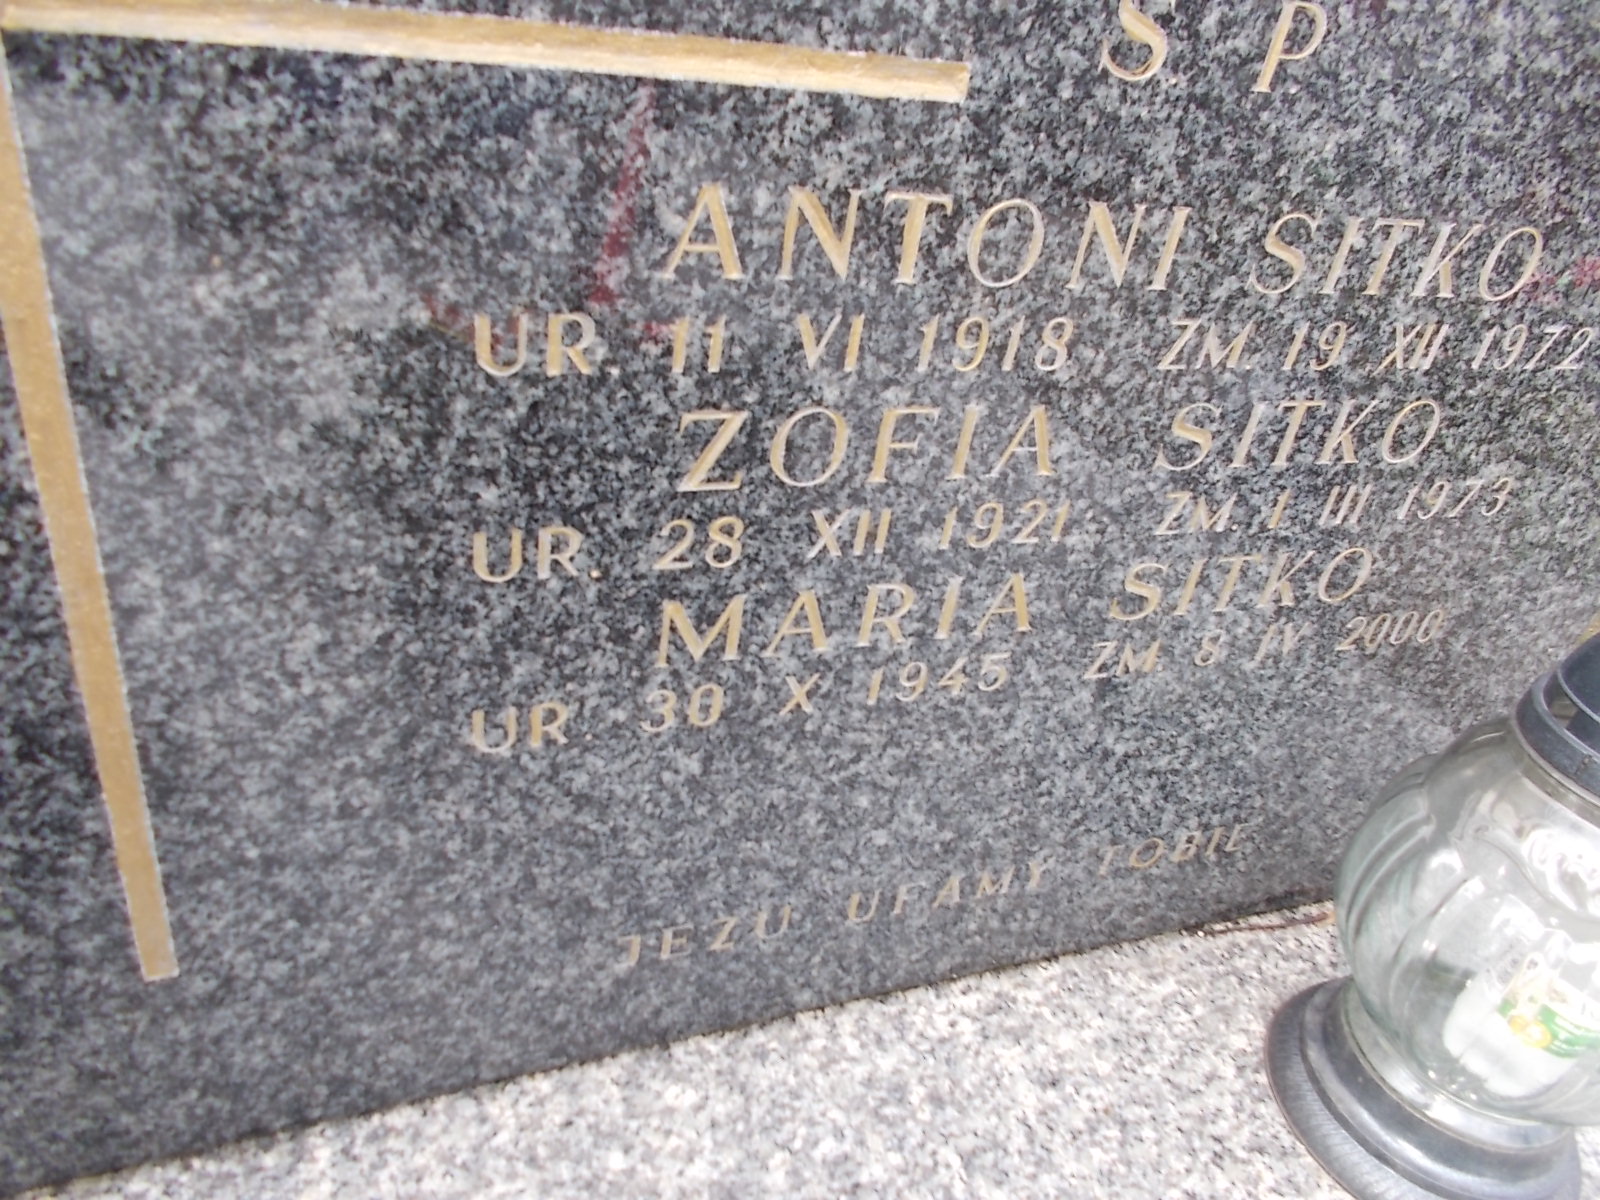 S P
ANTONI SITKO
UR. 11 VI 1918 ZM. 19 XII 1972
ZOFIA SITKO
UR. 28 XII 1921 ZM. 1 III 1973
MARIA SITKO
UR. 30 X 1945 ZM. 8 IV 2000
JEZU UFAMY TOBIE